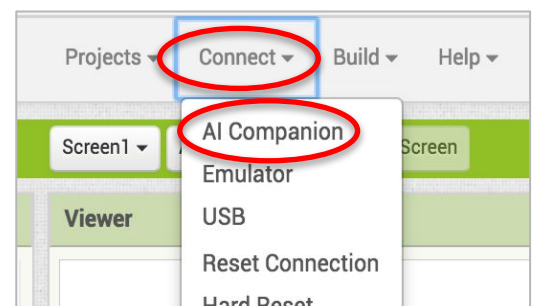 Projects Connect Build Help
Screen1 Screen
AI Companion
Emulator
Viewer
USB
Reset Connection
Hard Reset